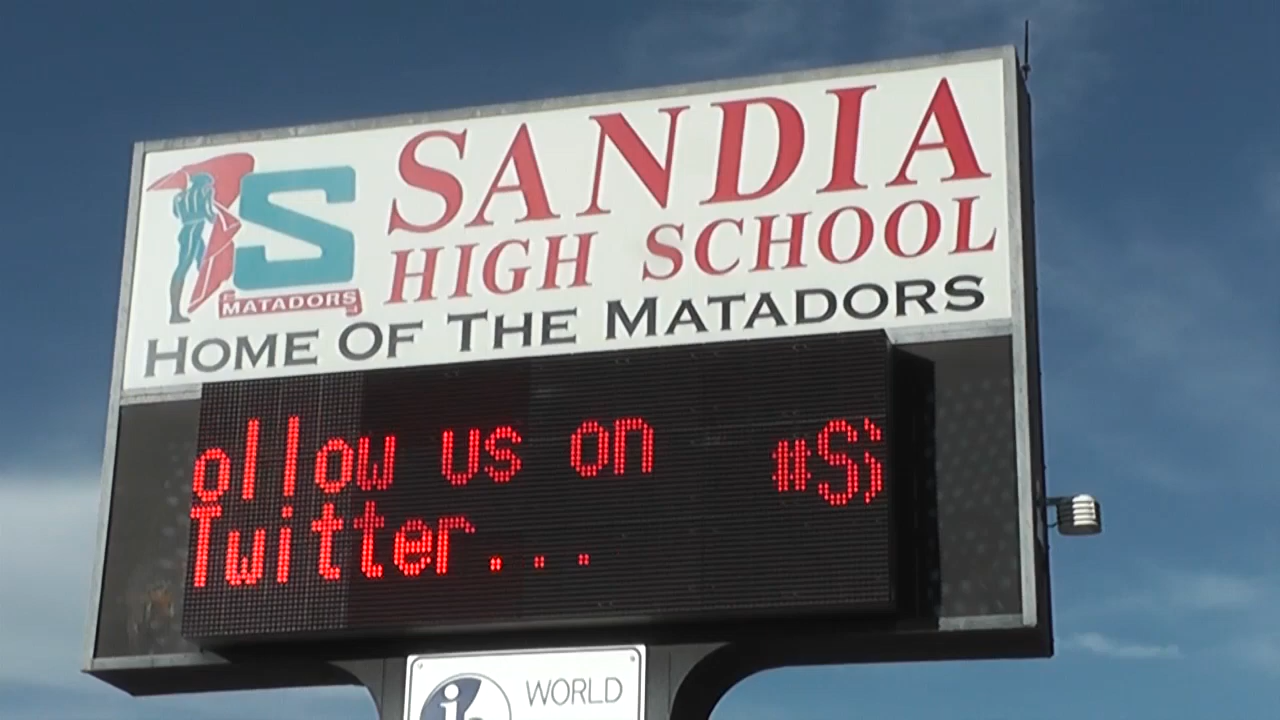 S
MATADORS
SANDIA
HIGH SCHOOL
HOME OF THE MATADORS
ollow us on #S
Twitter...
WORLD